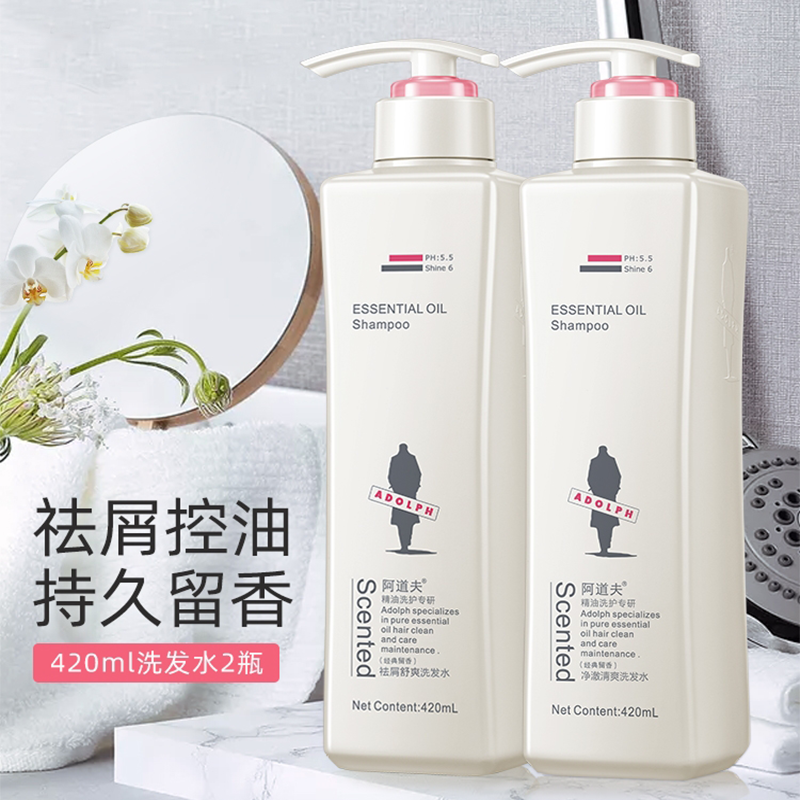 祛屑控油
持久留香
420ml洗发水2瓶
PH:5.5
Shine 6
ESSENTIAL OIL
Shampoo
ADOLPH
Scented
阿道夫®
精油洗护专研
Adolph specializes
in pure essential
oil hair clean
and care
maintenance .
(经典留香)
祛屑舒爽洗发水
Net Content:420mL
PH:5.5
Shine 6
ESSENTIAL OIL
Shampoo
ADOLPH
Scented
阿道夫®
精油洗护专研
Adolph specializes
in pure essential
oil hair clean
and care
maintenance .
(经典留香)
净澈清爽洗发水
Net Content:420mL